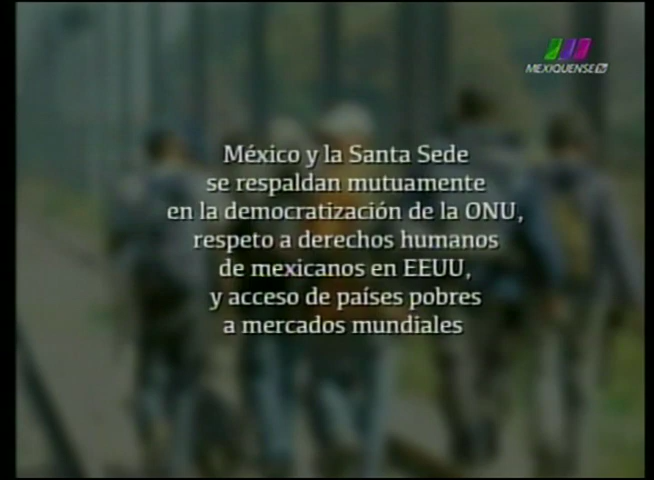 MEXIQUENSE TV
México y la Santa Sede
se respaldan mutuamente
en la democratización de la ONU,
respeto a derechos humanos
de mexicanos en EEUU,
y acceso de países pobres
a mercados mundiales